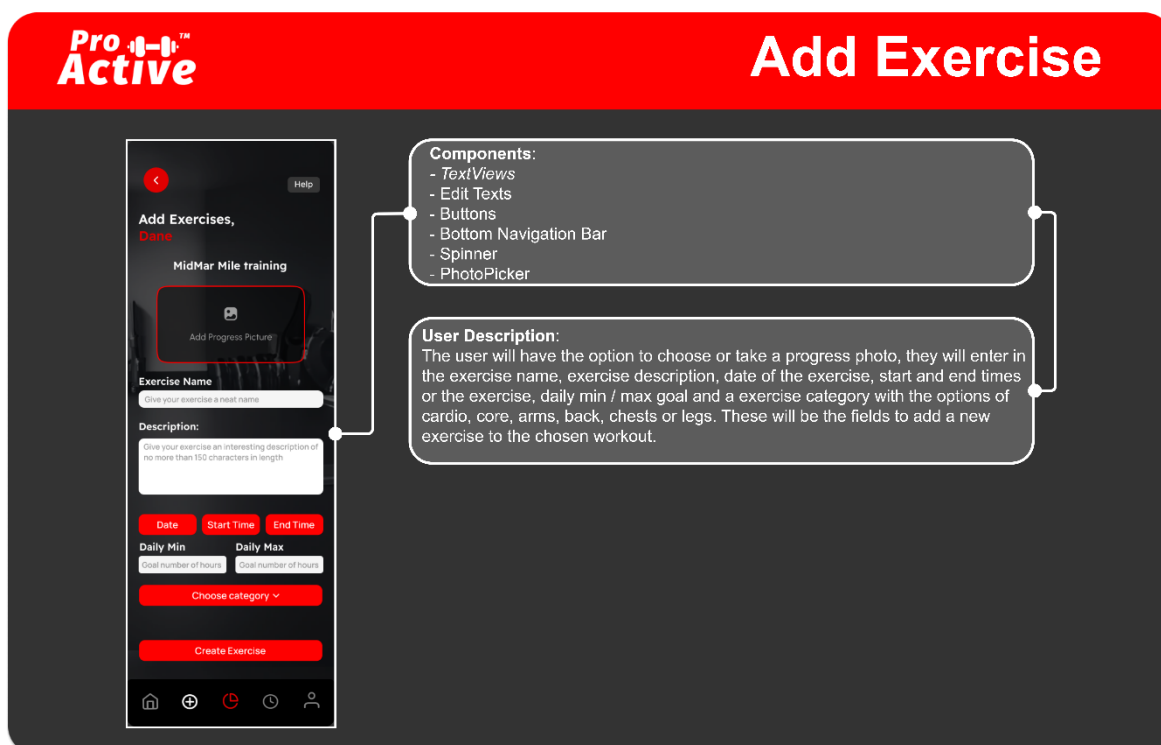 Pro ™
Active
Add Exercise
Help
Add Exercises,
Dane
MidMar Mile training
Add Progress Picture
Exercise Name
Give your exercise a neat name
Description:
Give your exercise an interesting description of
no more than 150 characters in length
Date Start Time End Time
Daily Min Daily Max
Goal number of hours Goal number of hours
Choose category
Create Exercise
Components:
- TextViews
- Edit Texts
- Buttons
- Bottom Navigation Bar
- Spinner
- PhotoPicker
User Description:
The user will have the option to choose or take a progress photo, they will enter in
the exercise name, exercise description, date of the exercise, start and end times
or the exercise, daily min / max goal and a exercise category with the options of
cardio, core, arms, back, chests or legs. These will be the fields to add a new
exercise to the chosen workout.